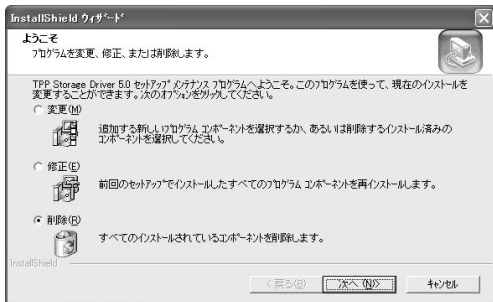 InstallShield ウィザード
ようこそ
プログラムを変更、修正、または削除します。
TPP Storage Driver 5.0 セットアップ メンテナンス プログラムへようこそ。このプログラムを使って、現在のインストールを
変更することができます。次のオプションをクリックしてください。
変更(M)
追加する新しいプログラム コンポーネントを選択するか、あるいは削除するインストール済みの
コンポーネントを選択してください。
修正(E)
前回のセットアップでインストールしたすべてのプログラム コンポーネントを再インストールします。
削除(R)
すべてのインストールされているコンポーネントを削除します。
InstallShield
< 戻る(B)
次へ (N)>
キャンセル